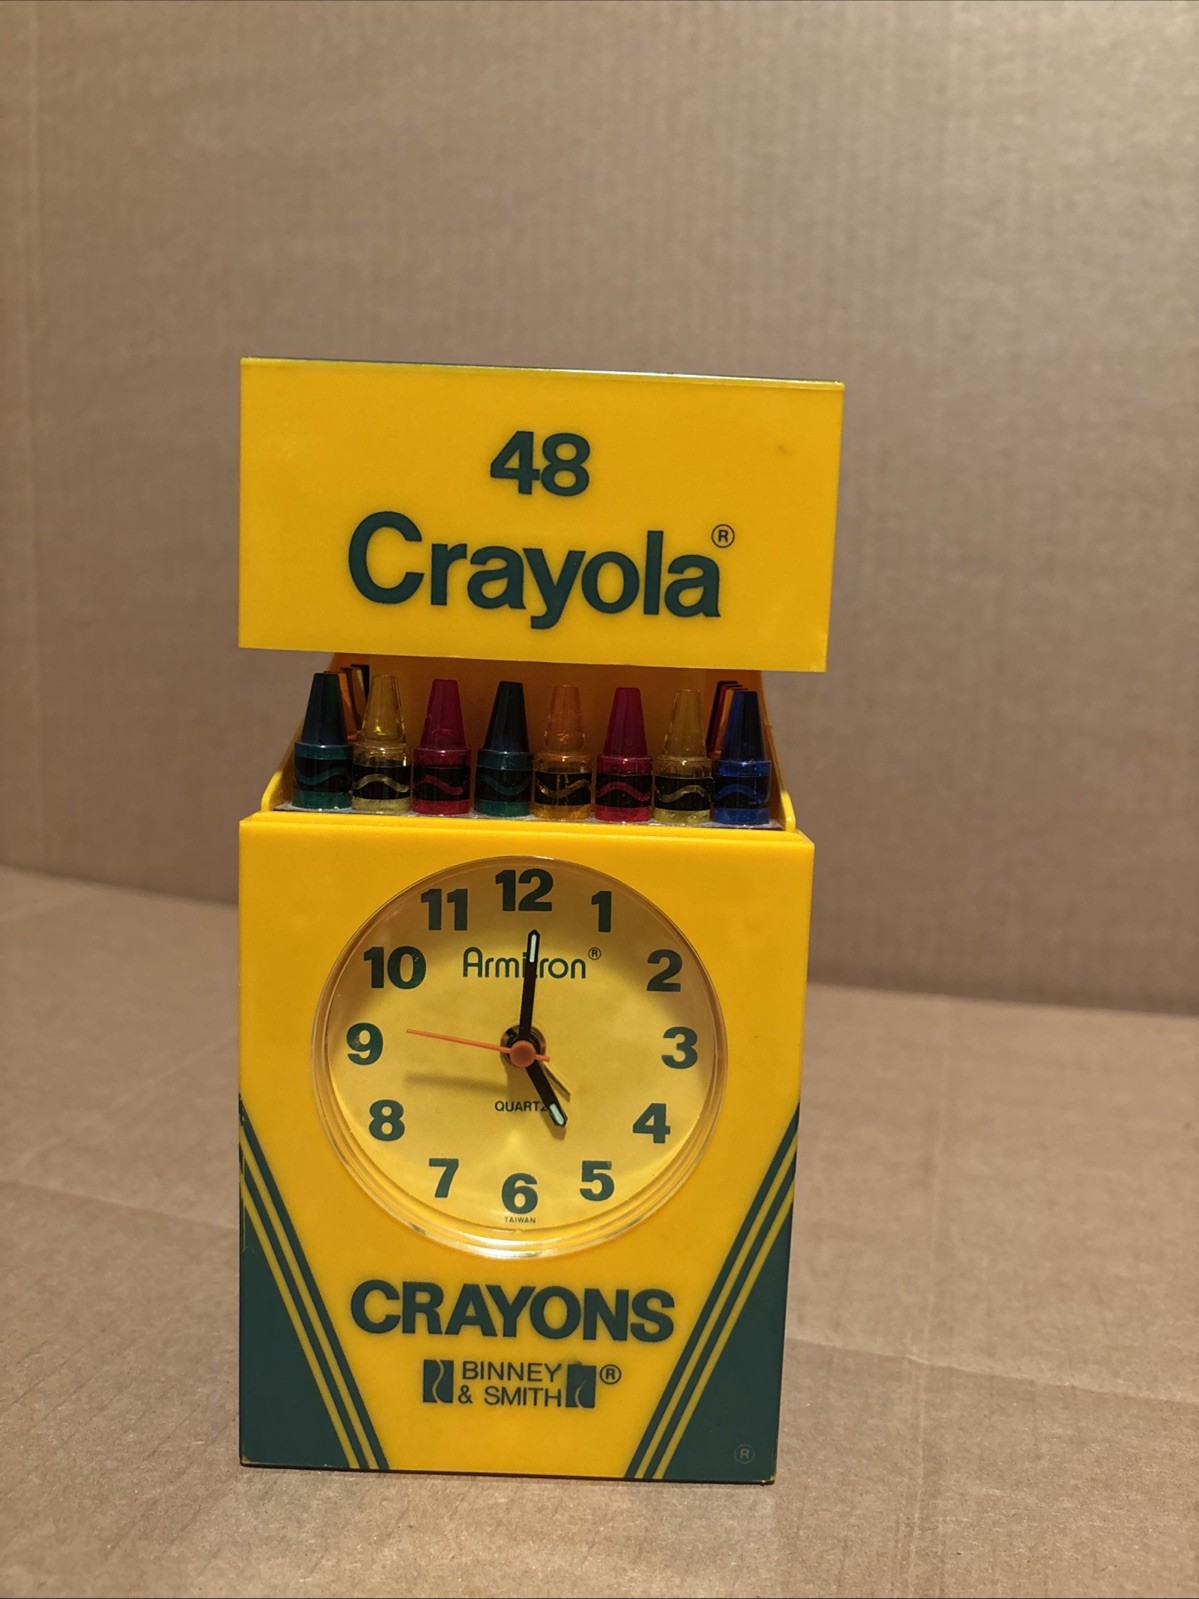 48
Crayola®
12
11 1
Armitron®
10 2
9 3
QUARTZ
8 4
7 5
6
TAIWAN
CRAYONS
BINNEY ®
& SMITH
®